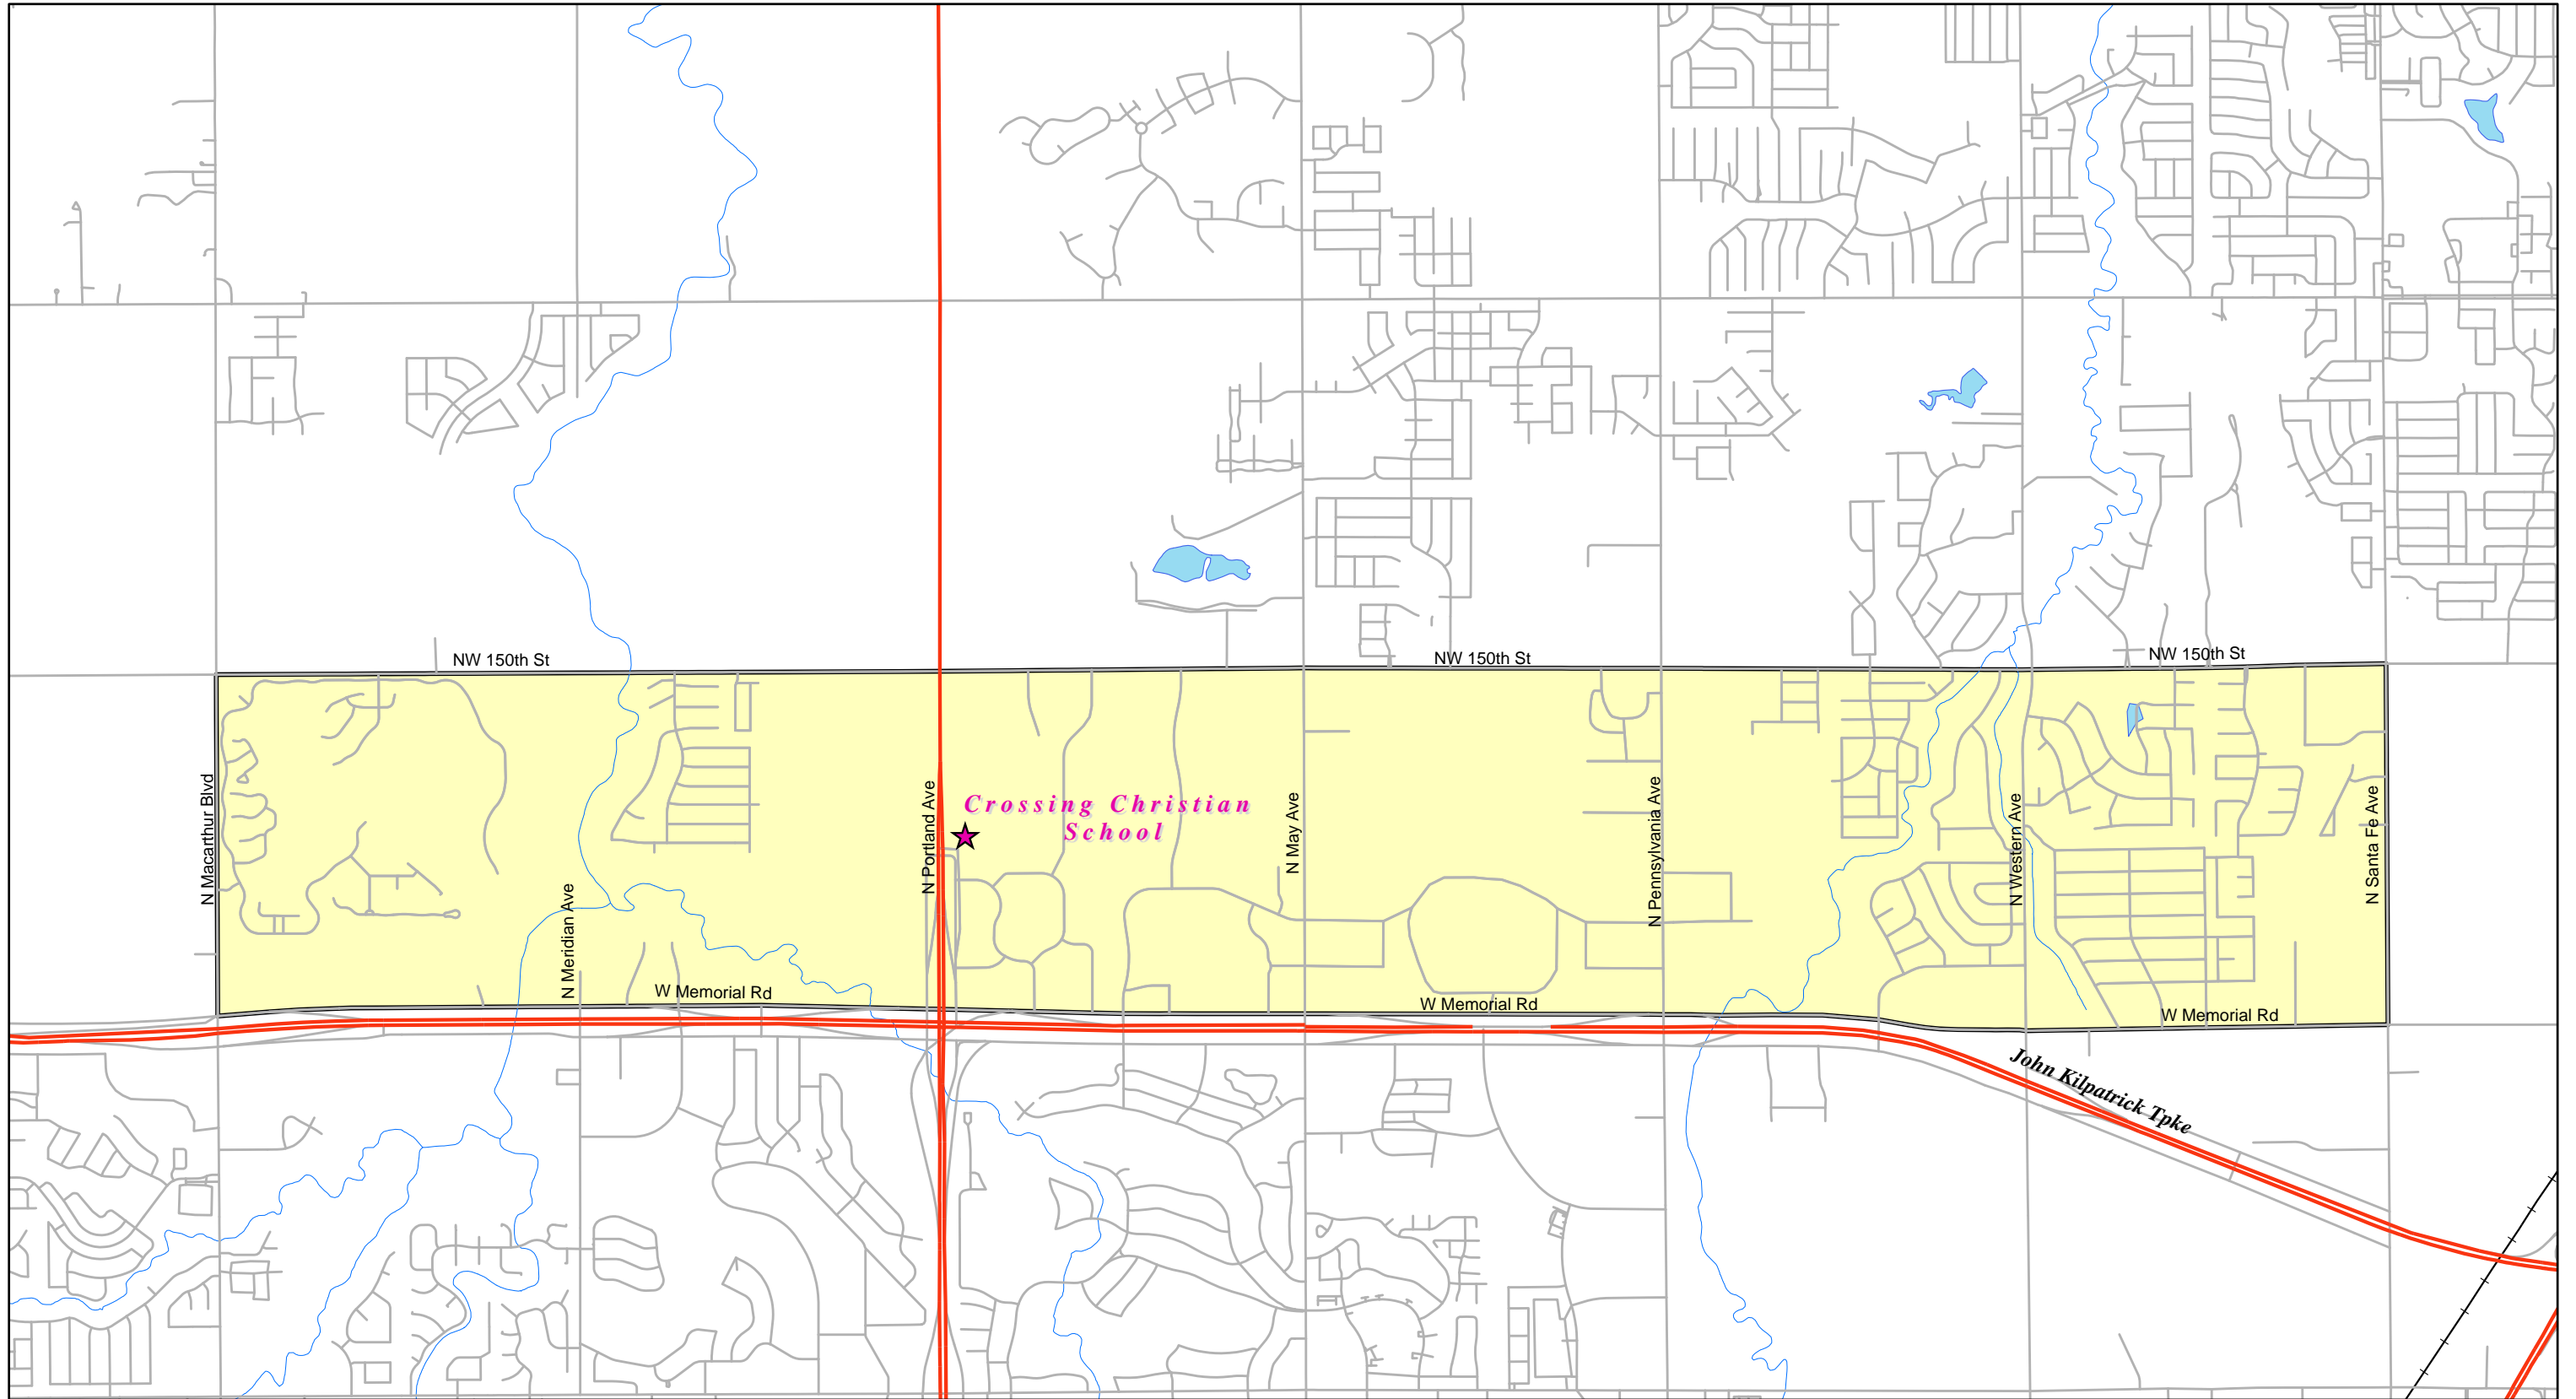 NW 150th St
NW 150th St
NW 150th St
N Macarthur Blvd
N Meridian Ave
N Portland Ave
Crossing Christian
School
N May Ave
N Pennsylvania Ave
N Western Ave
N Santa Fe Ave
W Memorial Rd
W Memorial Rd
W Memorial Rd
John Kilpatrick Tpke